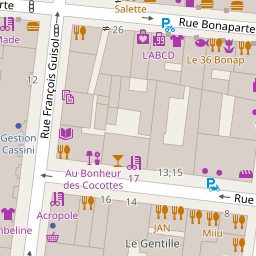 Salette
rte
Rue Bonaparte
Made
26
L'ABCD
Le 36 Bonap
12
Rue François Guisol
Gestion
Cassini
Au Bonheur
des Cocottes
17
13;15
Rue
16
14
Acropole
8
mbeline
JAN
Miiu
Le Gentille